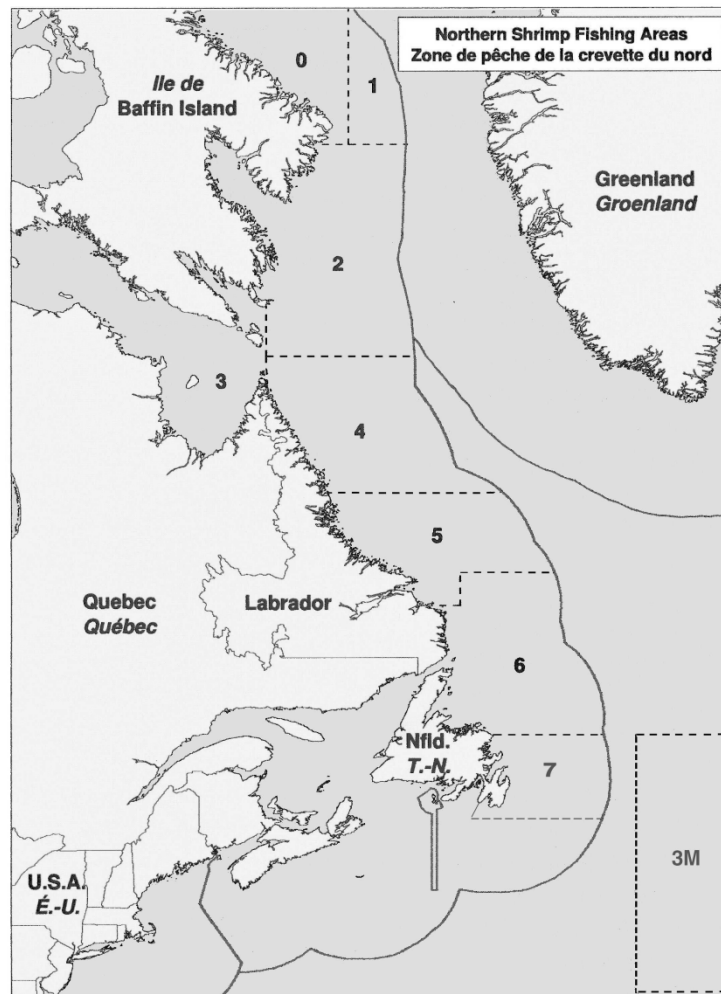 Northern Shrimp Fishing Areas
Zone de pêche de la crevette du nord
0
1
Ile de
Baffin Island
Greenland
Groenland
2
3
4
5
Quebec
Québec
Labrador
6
Nfld.
T.-N.
7
3M
U.S.A.
É.-U.